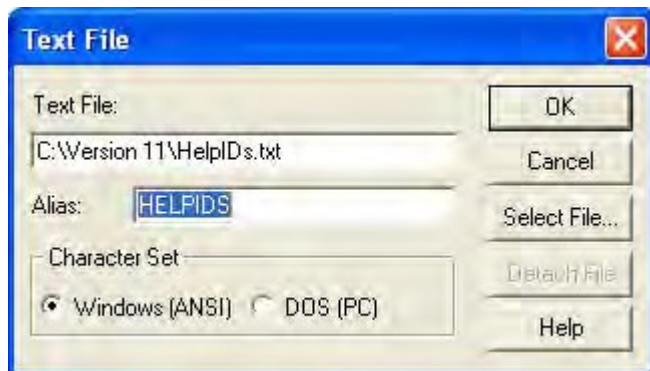 Text File
Text File:
C:\Version 11\HelpIDs.txt
Alias:
HELPIDS
Character Set
Windows (ANSI)
DOS (PC)
OK
Cancel
Select File...
Detach File
Help